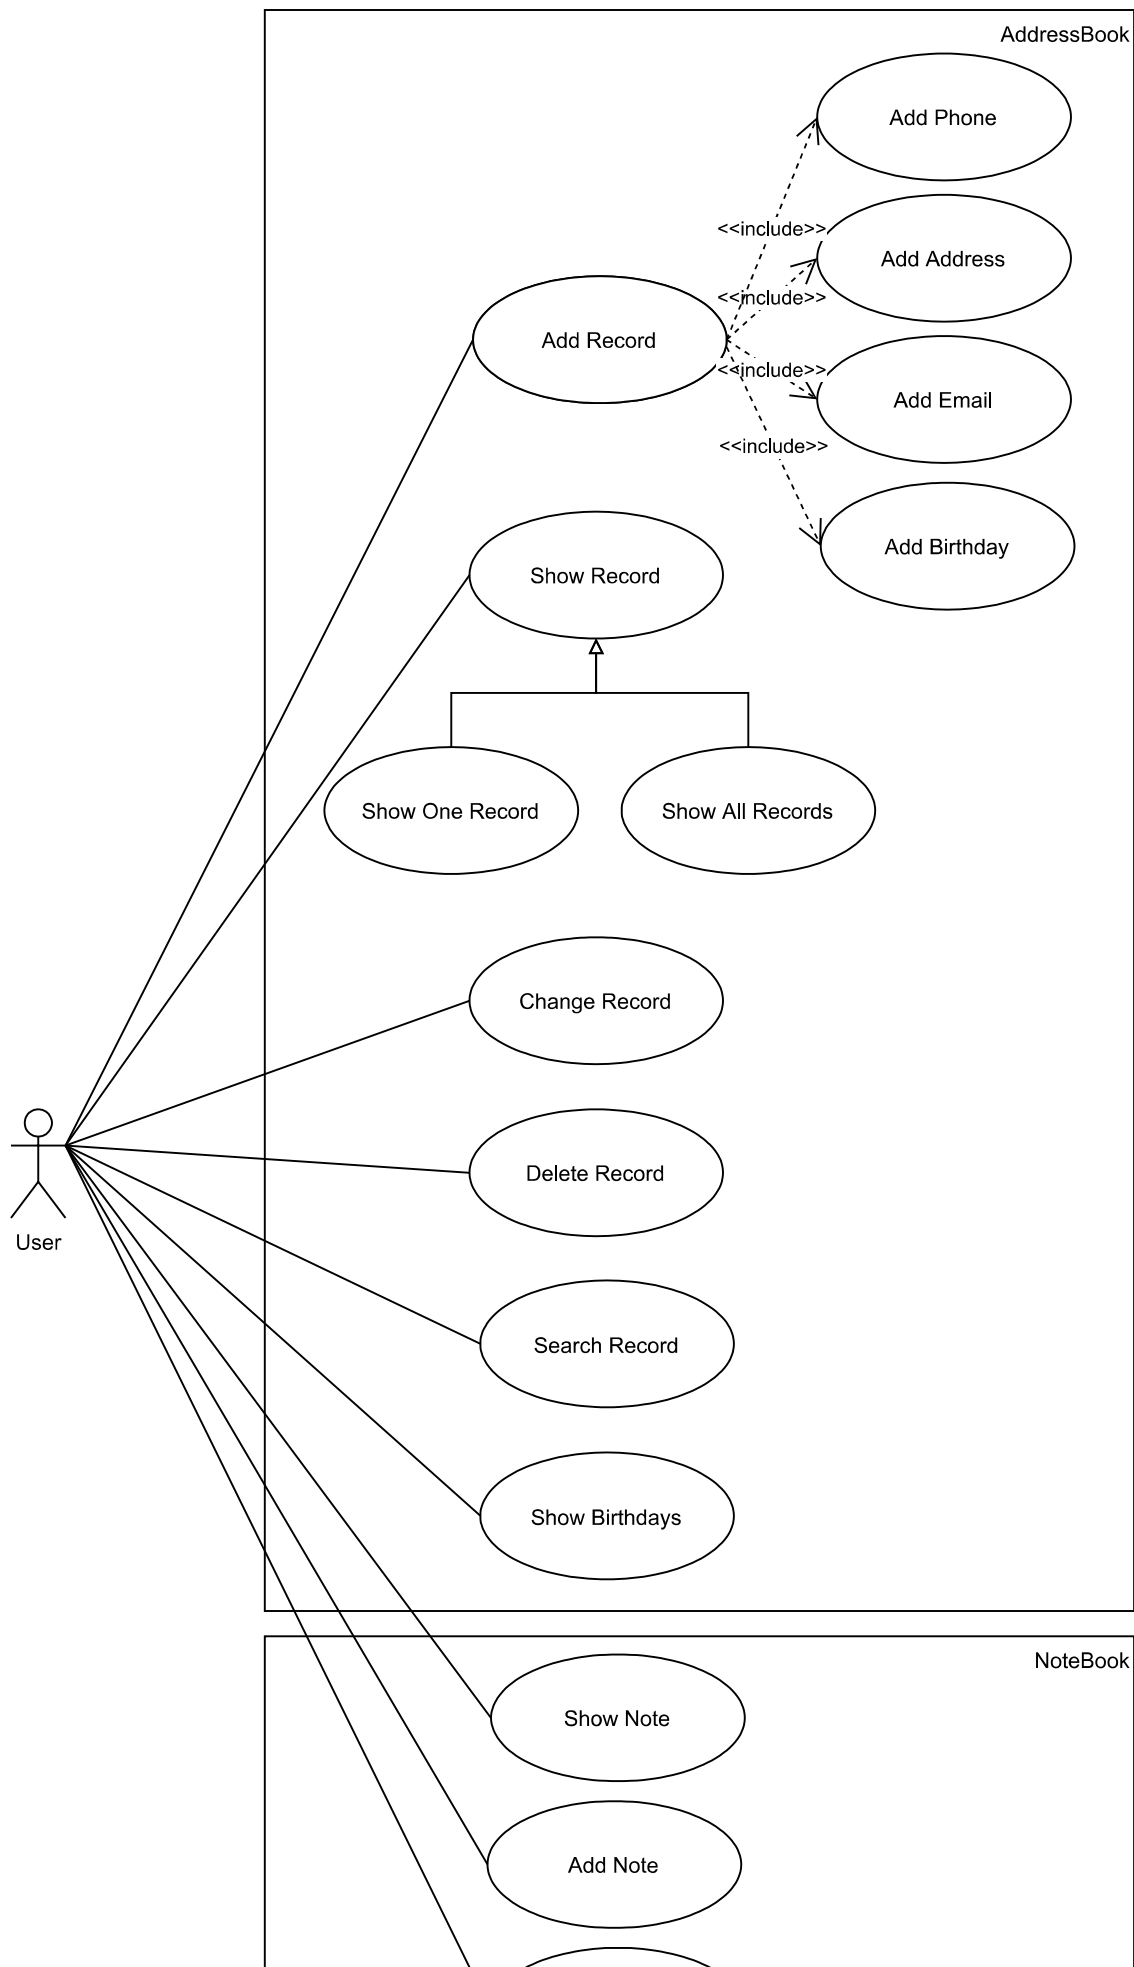 AddressBook
Add Phone
<<include>>
Add Address
<<include>>
Add Record
<<include>>
Add Email
<<include>>
Add Birthday
Show Record
Show One Record
Show All Records
Change Record
Delete Record
User
Search Record
Show Birthdays
NoteBook
Show Note
Add Note